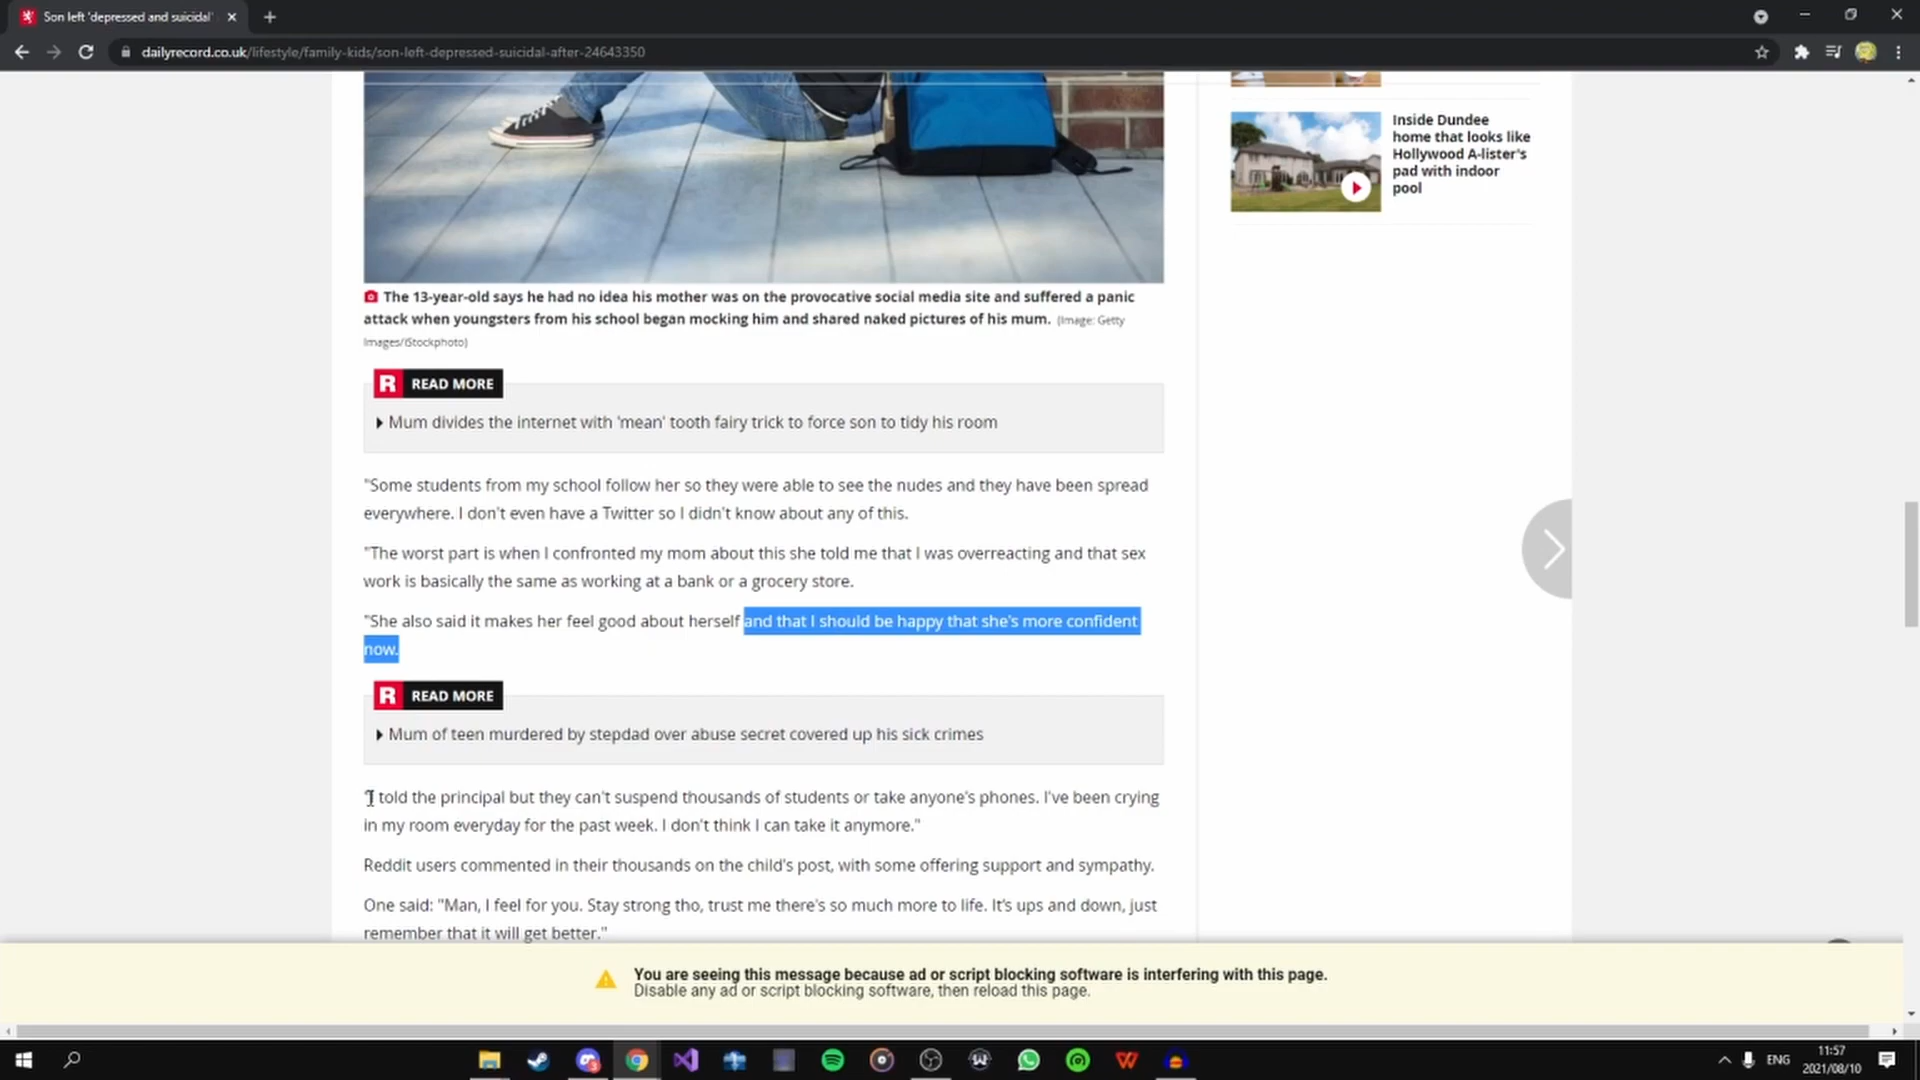 Son left 'depressed and suicidal'
dailyrecord.co.uk/lifestyle/family-kids/son-left-depressed-suicidal-after-24643350
Inside Dundee
home that looks like
Hollywood A-lister's
pad with indoor
pool
The 13-year-old says he had no idea his mother was on the provocative social media site and suffered a panic
attack when youngsters from his school began mocking him and shared naked pictures of his mum. (Image: Getty
Images/iStockphoto)
R READ MORE
Mum divides the internet with 'mean' tooth fairy trick to force son to tidy his room
"Some students from my school follow her so they were able to see the nudes and they have been spread
everywhere. I don't even have a Twitter so I didn't know about any of this.
"The worst part is when I confronted my mom about this she told me that I was overreacting and that sex
work is basically the same as working at a bank or a grocery store.
"She also said it makes her feel good about herself and that I should be happy that she's more confident
now.
R READ MORE
Mum of teen murdered by stepdad over abuse secret covered up his sick crimes
"I told the principal but they can't suspend thousands of students or take anyone's phones. I've been crying
in my room everyday for the past week. I don't think I can take it anymore."
Reddit users commented in their thousands on the child's post, with some offering support and sympathy.
One said: "Man, I feel for you. Stay strong tho, trust me there's so much more to life. It's ups and down, just
remember that it will get better."
You are seeing this message because ad or script blocking software is interfering with this page.
Disable any ad or script blocking software, then reload this page.
ENG
11:57
2021/08/10